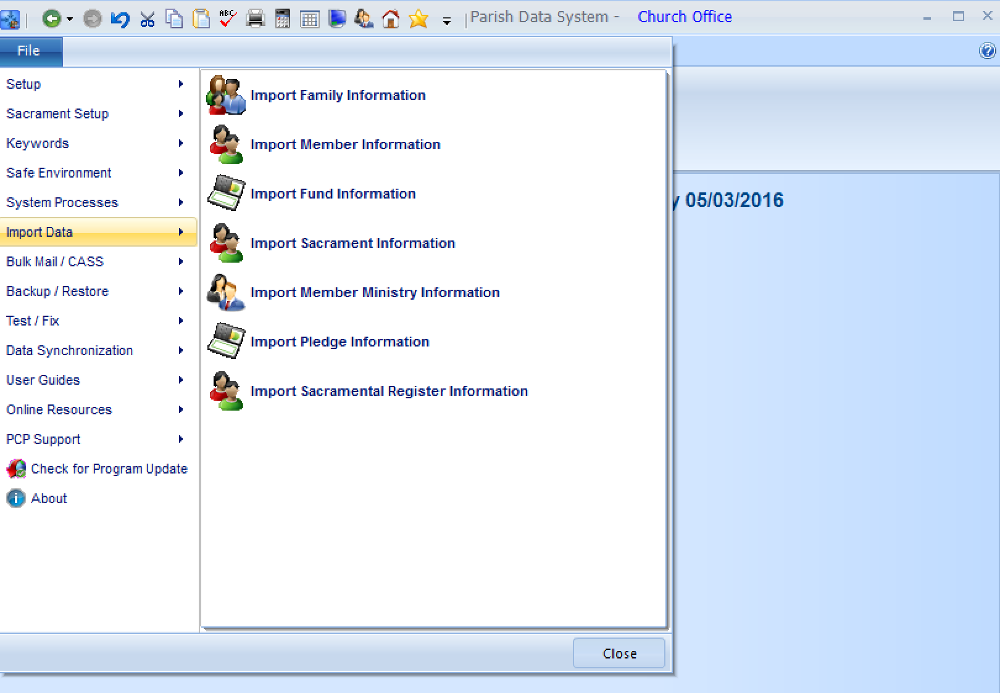 ABC
Parish Data System - Church Office
File
Setup
Sacrament Setup
Keywords
Safe Environment
System Processes
Import Data
Bulk Mail / CASS
Backup / Restore
Test / Fix
Data Synchronization
User Guides
Online Resources
PCP Support
Check for Program Update
About
Import Family Information
Import Member Information
Import Fund Information
Import Sacrament Information
Import Member Ministry Information
Import Pledge Information
Import Sacramental Register Information
y 05/03/2016
Close